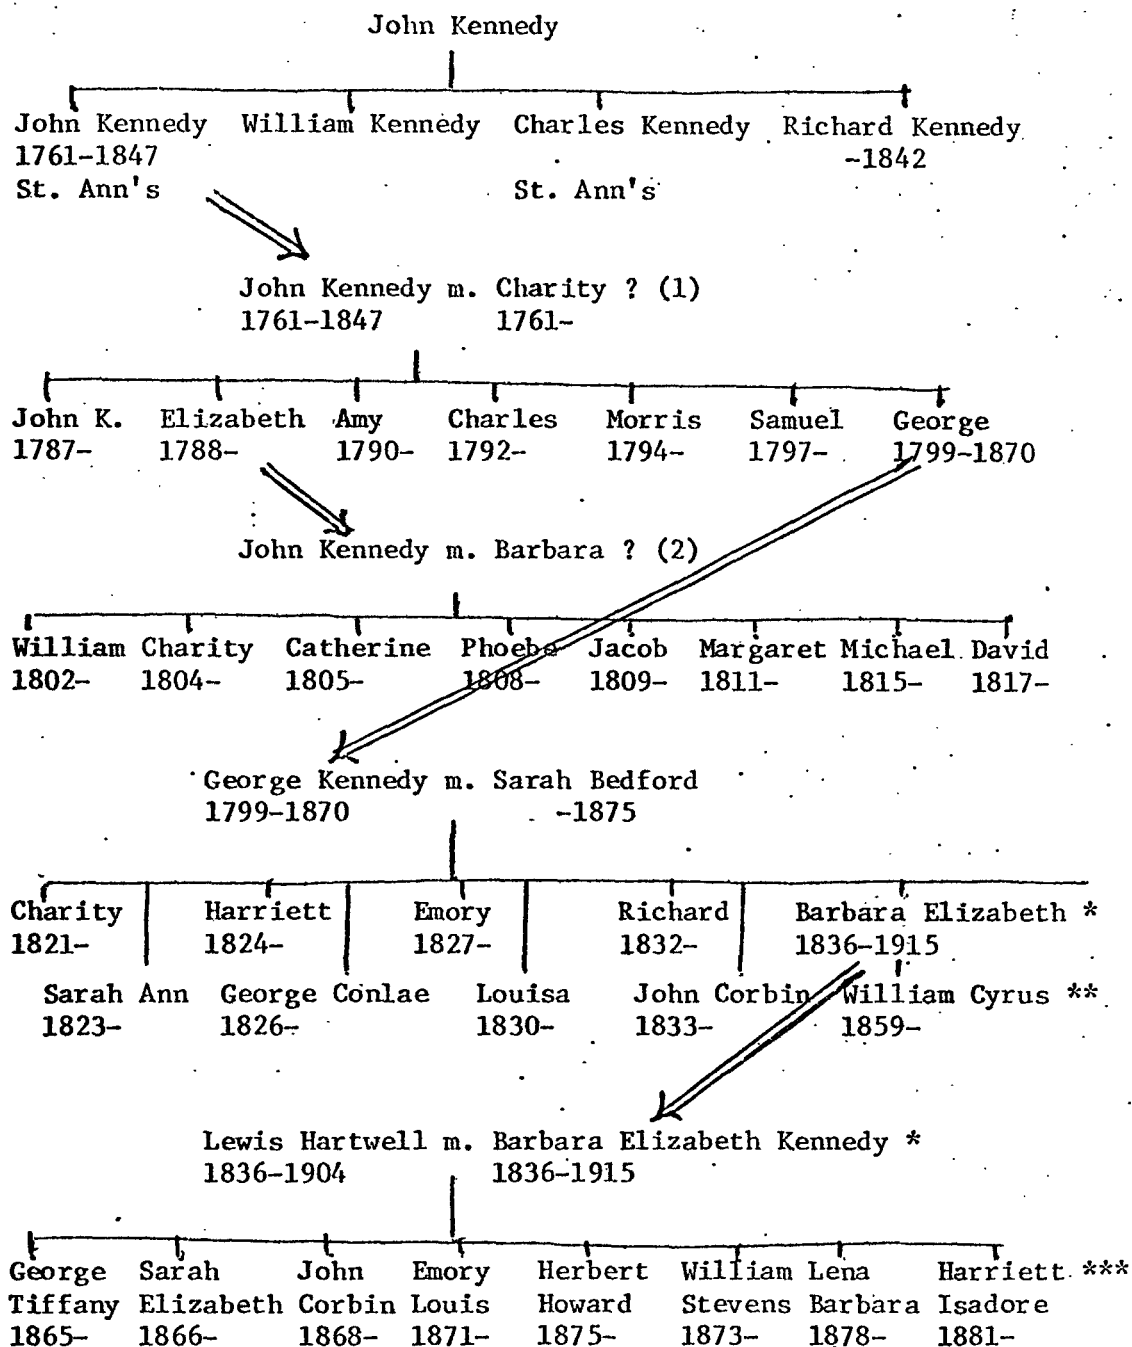 John Kennedy
John Kennedy William Kennedy Charles Kennedy Richard Kennedy
1761-1847 -1842
St. Ann's St. Ann's
John Kennedy m. Charity ? (1)
1761-1847 1761-
John K. Elizabeth Amy Charles Morris Samuel George
1787- 1788- 1790- 1792- 1794- 1797- 1799-1870
John Kennedy m. Barbara ? (2)
William Charity Catherine Phoebe Jacob Margaret Michael David
1802- 1804- 1805- 1808- 1809- 1811- 1815- 1817-
George Kennedy m. Sarah Bedford
1799-1870 -1875
Charity Harriett Emory Richard Barbara Elizabeth *
1821- 1824- 1827- 1832- 1836-1915
Sarah Ann George Conlae Louisa John Corbin William Cyrus **
1823- 1826- 1830- 1833- 1859-
Lewis Hartwell m. Barbara Elizabeth Kennedy *
1836-1904 1836-1915
George Sarah John Emory Herbert William Lena Harriett ***
Tiffany Elizabeth Corbin Louis Howard Stevens Barbara Isadore
1865- 1866- 1868- 1871- 1875- 1873- 1878- 1881-